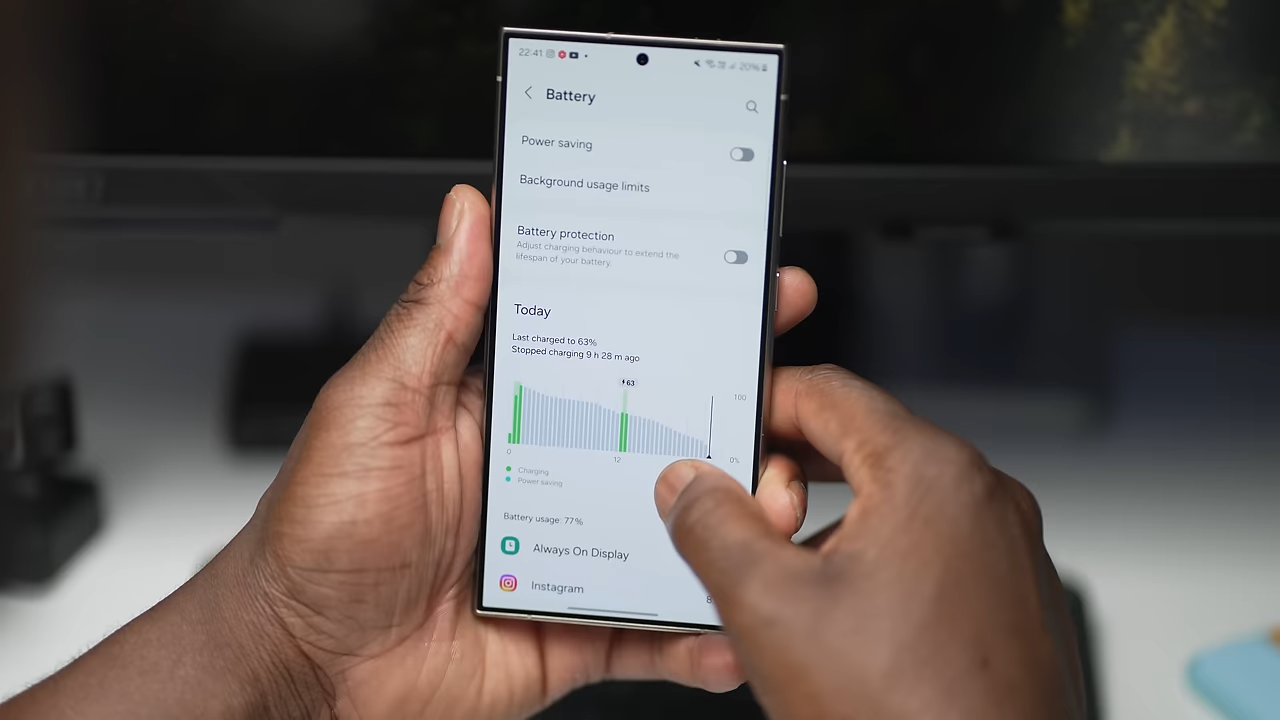 22:41 20%
Battery
Power saving
Background usage limits
Battery protection
Adjust charging behaviour to extend the
lifespan of your battery.
Today
Last charged to 63%
Stopped charging 9 h 28 m ago
63
100
0 12 0%
Charging
Power saving
Battery usage: 77%
Always On Display
Instagram